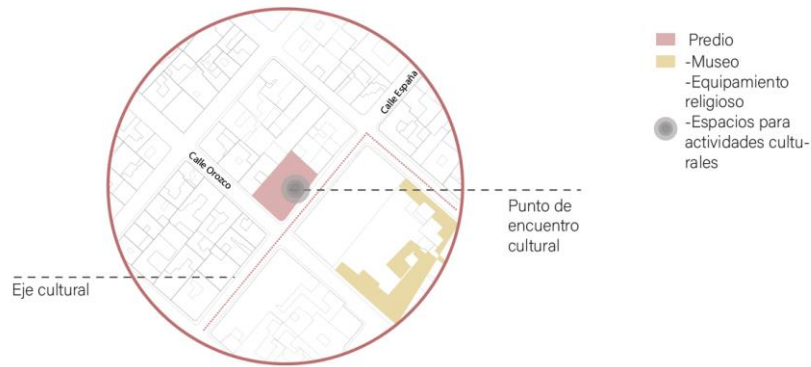 Calle España
Calle Orozco
Eje cultural
Punto de
encuentro
cultural
Predio
-Museo
-Equipamiento
religioso
-Espacios para
actividades cultu-
rales